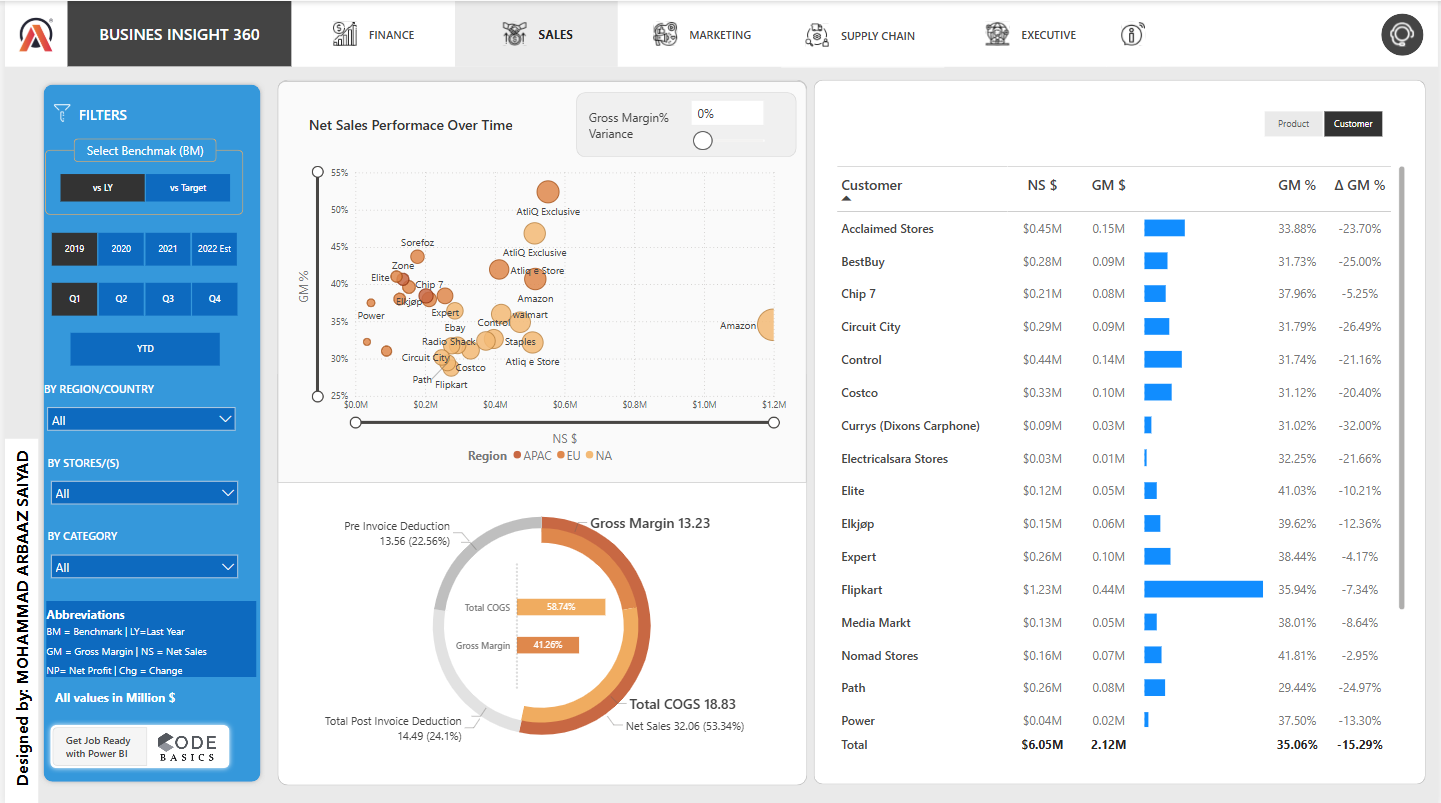 BUSINES INSIGHT 360
FINANCE
SALES
MARKETING
SUPPLY CHAIN
EXECUTIVE
FILTERS
Select Benchmak (BM)
vs LY
vs Target
2019
2020
2021
2022 Est
Q1
Q2
Q3
Q4
YTD
BY REGION/COUNTRY
All
BY STORES/(S)
All
BY CATEGORY
All
Abbreviations
BM = Benchmark | LY=Last Year
GM = Gross Margin | NS = Net Sales
NP= Net Profit | Chg = Change
All values in Million $
Get Job Ready
with Power BI
CODE
BASICS
Designed by: MOHAMMAD ARBAAZ SAIYAD
Net Sales Performace Over Time
Gross Margin%
Variance
0%
GM %
55%
50%
45%
40%
35%
30%
25%
AtliQ Exclusive
AtliQ Exclusive
Sorefoz
Zone
Atliq e Store
Elite
Chip 7
Amazon
Elkjøp
Power
Expert
Control
walmart
Amazon
Ebay
Radio Shack
Staples
Circuit City
Atliq e Store
Costco
Path
Flipkart
$0.0M
$0.2M
$0.4M
$0.6M
$0.8M
$1.0M
$1.2M
NS $
Region APAC EU NA
Pre Invoice Deduction
13.56 (22.56%)
Gross Margin 13.23
Total COGS 58.74%
Gross Margin 41.26%
Total COGS 18.83
Net Sales 32.06 (53.34%)
Total Post Invoice Deduction
14.49 (24.1%)
Product
Customer
Customer NS $ GM $ GM % Δ GM %
Acclaimed Stores $0.45M 0.15M 33.88% -23.70%
BestBuy $0.28M 0.09M 31.73% -25.00%
Chip 7 $0.21M 0.08M 37.96% -5.25%
Circuit City $0.29M 0.09M 31.79% -26.49%
Control $0.44M 0.14M 31.74% -21.16%
Costco $0.33M 0.10M 31.12% -20.40%
Currys (Dixons Carphone) $0.09M 0.03M 31.02% -32.00%
Electricalsara Stores $0.03M 0.01M 32.25% -21.66%
Elite $0.12M 0.05M 41.03% -10.21%
Elkjøp $0.15M 0.06M 39.62% -12.36%
Expert $0.26M 0.10M 38.44% -4.17%
Flipkart $1.23M 0.44M 35.94% -7.34%
Media Markt $0.13M 0.05M 38.01% -8.64%
Nomad Stores $0.16M 0.07M 41.81% -2.95%
Path $0.26M 0.08M 29.44% -24.97%
Power $0.04M 0.02M 37.50% -13.30%
Total $6.05M 2.12M 35.06% -15.29%